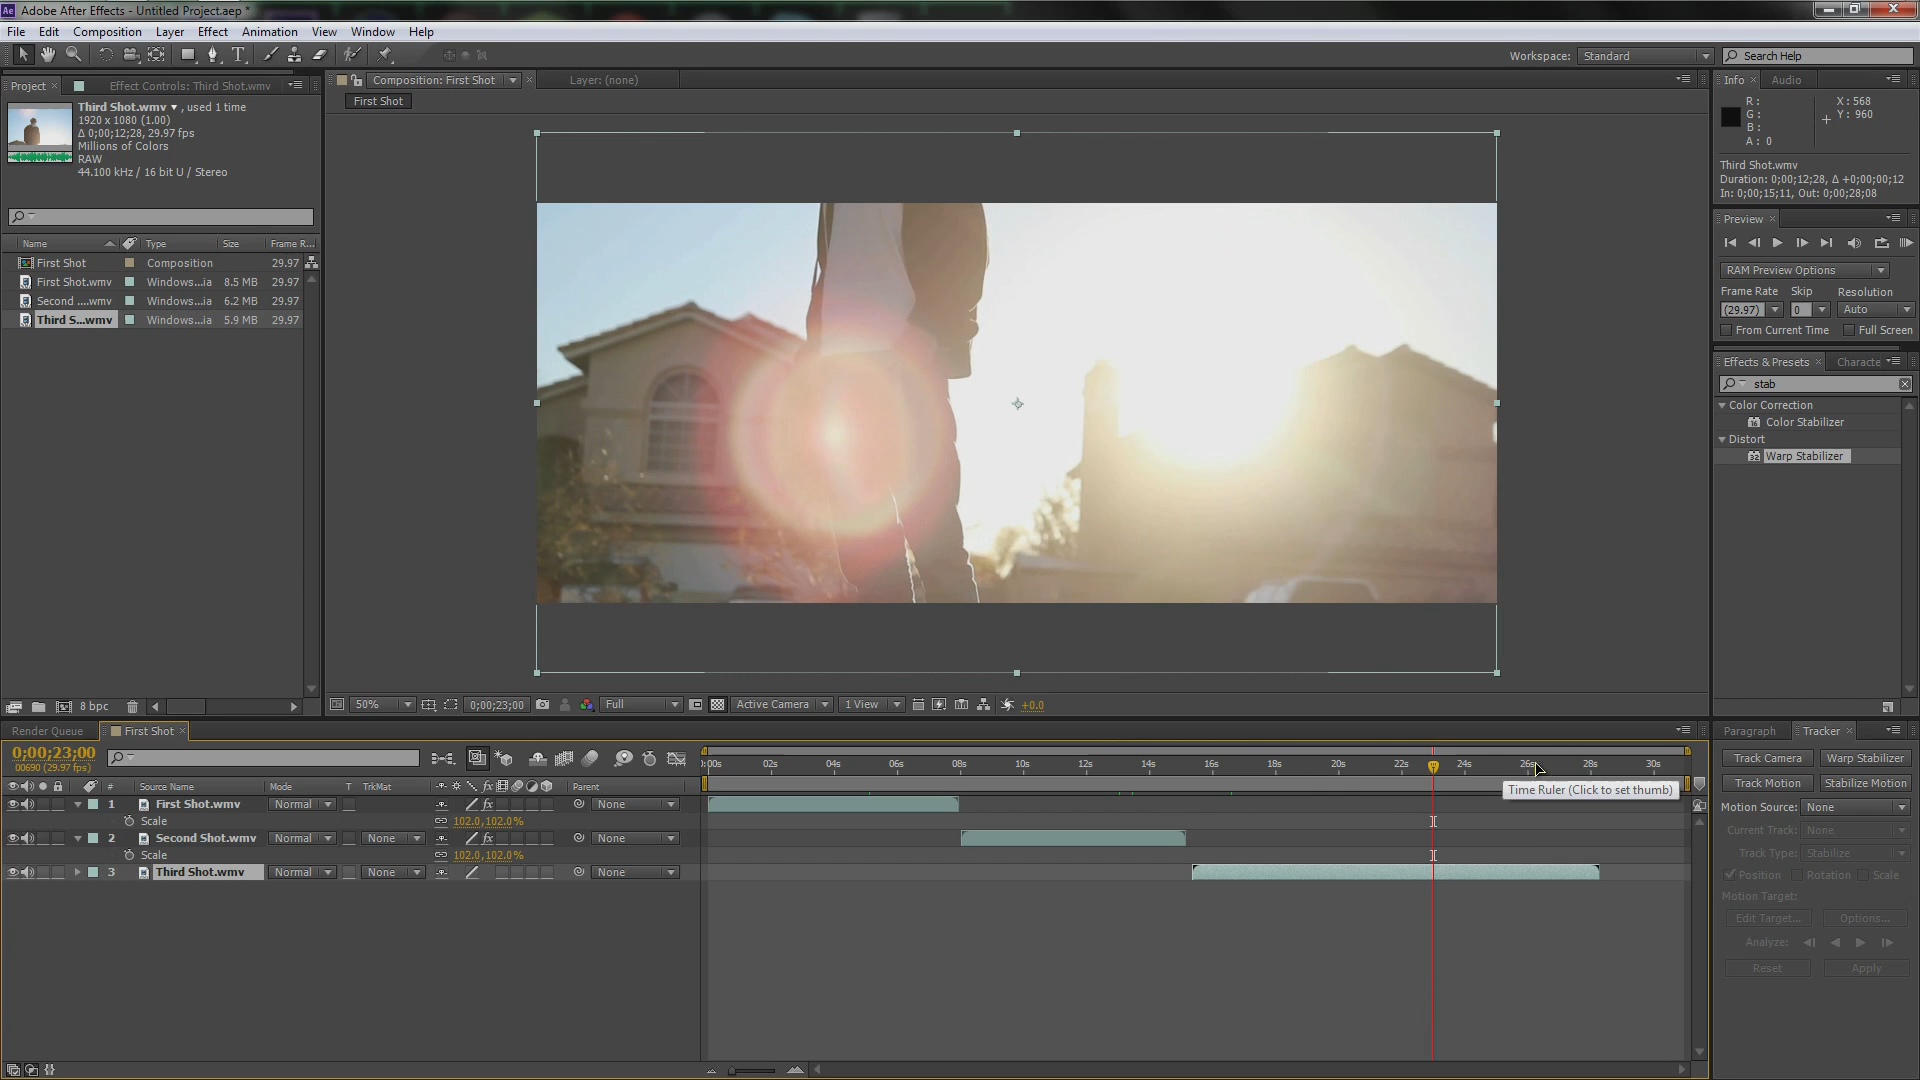 Adobe After Effects - Untitled Project.aep *
File Edit Composition Layer Effect Animation View Window Help
Workspace: Standard Search Help
Project Effect Controls: Third Shot.wmv
Third Shot.wmv , used 1 time
1920 x 1080 (1.00)
Δ 0;00;12;28, 29.97 fps
Millions of Colors
RAW
44.100 kHz / 16 bit U / Stereo
Name Type Size Frame R...
First Shot Composition 29.97
First Shot.wmv Windows...ia 8.5 MB 29.97
Second ....wmv Windows...ia 6.2 MB 29.97
Third S...wmv Windows...ia 5.9 MB 29.97
8 bpc
Composition: First Shot Layer: (none)
First Shot
50% 0;00;23;00 Full Active Camera 1 View +0.0
Info Audio
R: X: 568
G: Y: 960
B:
A: 0
Third Shot.wmv
Duration: 0;00;12;28, Δ +0;00;00;12
In: 0;00;15;11, Out: 0;00;28;08
Preview
RAM Preview Options
Frame Rate Skip Resolution
(29.97) 0 Auto
From Current Time Full Screen
Effects & Presets Characte
stab
Color Correction
Color Stabilizer
Distort
Warp Stabilizer
Render Queue First Shot
0;00;23;00
00690 (29.97 fps)
# Source Name Mode T TrkMat Parent
1 First Shot.wmv Normal None
Scale 102.0,102.0%
2 Second Shot.wmv Normal None None
Scale 102.0,102.0%
3 Third Shot.wmv Normal None None
:00s 02s 04s 06s 08s 10s 12s 14s 16s 18s 20s 22s 24s 26s 28s 30s
Time Ruler (Click to set thumb)
Paragraph Tracker
Track Camera Warp Stabilizer
Track Motion Stabilize Motion
Motion Source: None
Current Track: None
Track Type: Stabilize
Position Rotation Scale
Motion Target:
Edit Target... Options...
Analyze:
Reset Apply